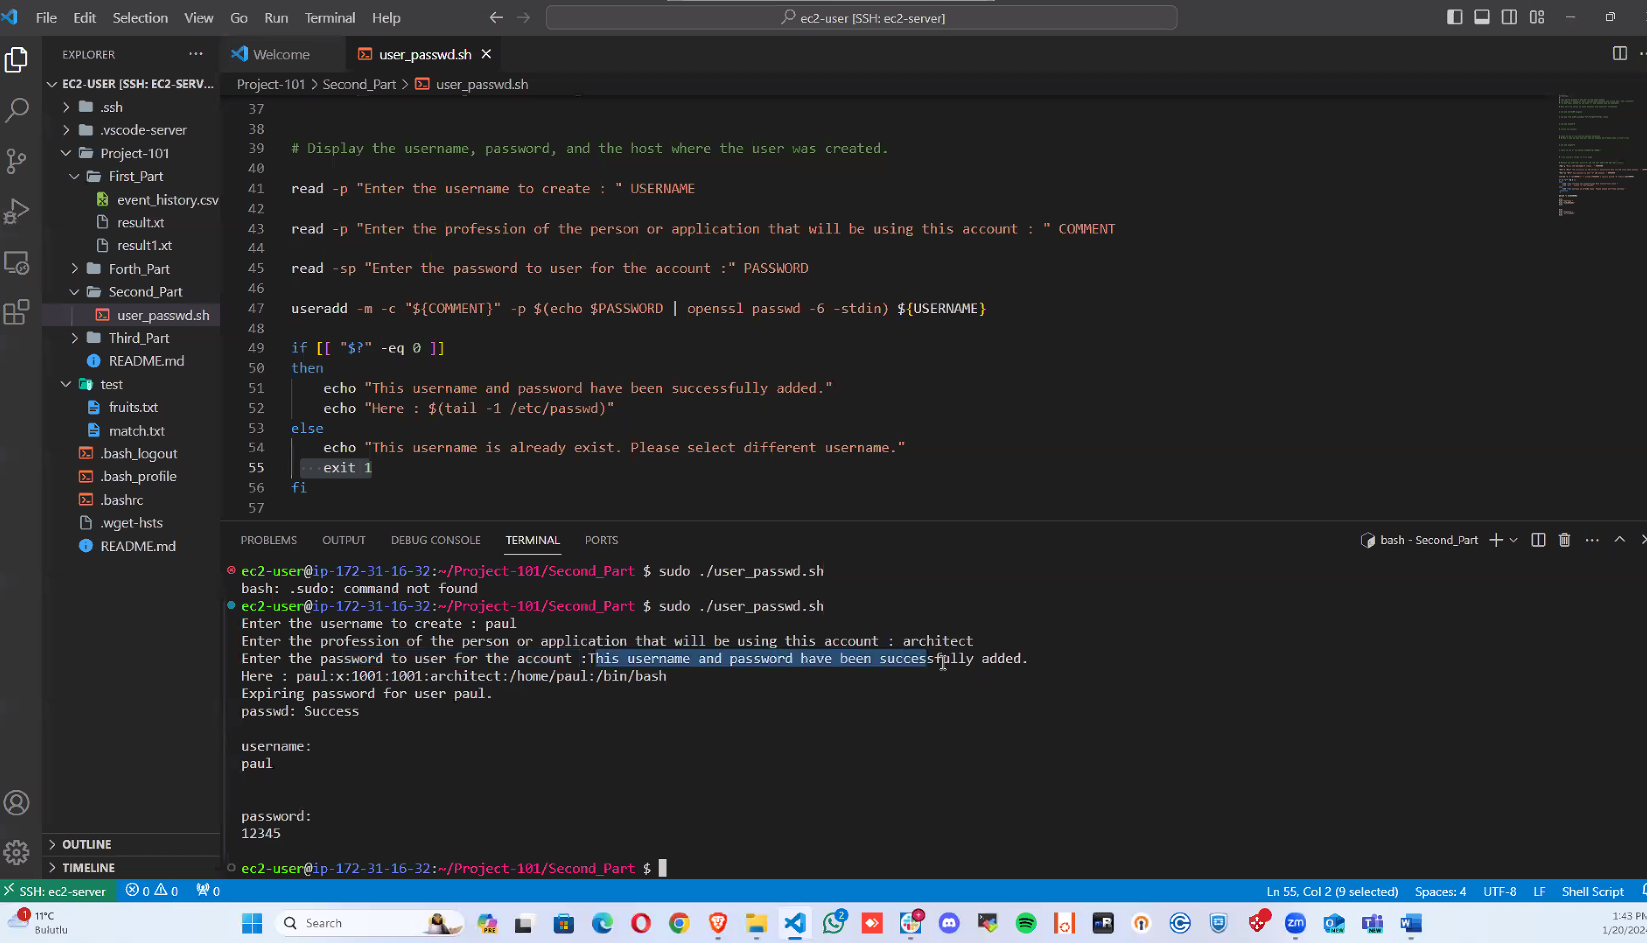 File Edit Selection View Go Run Terminal Help
ec2-user [SSH: ec2-server]
EXPLORER
Welcome
user_passwd.sh
EC2-USER [SSH: EC2-SERV...
Project-101 > Second_Part > user_passwd.sh
.ssh
.vscode-server
Project-101
First_Part
event_history.csv
result.xt
result1.xt
Forth_Part
Second_Part
user_passwd.sh
Third_Part
README.md
test
fruits.txt
match.txt
.bash_logout
.bash_profile
.bashrc
.wget-hsts
README.md
OUTLINE
TIMELINE
37
38
39 # Display the username, password, and the host where the user was created.
40
41 read -p "Enter the username to create : " USERNAME
42
43 read -p "Enter the profession of the person or application that will be using this account : " COMMENT
44
45 read -sp "Enter the password to user for the account :" PASSWORD
46
47 useradd -m -c "${COMMENT}" -p $(echo $PASSWORD | openssl passwd -6 -stdin) ${USERNAME}
48
49 if [[ "$?" -eq 0 ]]
50 then
51 echo "This username and password have been successfully added."
52 echo "Here : $(tail -1 /etc/passwd)"
53 else
54 echo "This username is already exist. Please select different username."
55 exit 1
56 fi
57
PROBLEMS OUTPUT DEBUG CONSOLE TERMINAL PORTS
bash - Second_Part
ec2-user@ip-172-31-16-32:~/Project-101/Second_Part $ sudo ./user_passwd.sh
bash: .sudo: command not found
ec2-user@ip-172-31-16-32:~/Project-101/Second_Part $ sudo ./user_passwd.sh
Enter the username to create : paul
Enter the profession of the person or application that will be using this account : architect
Enter the password to user for the account :This username and password have been successfully added.
Here : paul:x:1001:1001:architect:/home/paul:/bin/bash
Expiring password for user paul.
passwd: Success
username:
paul
password:
12345
ec2-user@ip-172-31-16-32:~/Project-101/Second_Part $
SSH: ec2-server 0 0 0
Ln 55, Col 2 (9 selected) Spaces: 4 UTF-8 LF Shell Script
1
11°C
Bulutlu
Search
PRE
2
1:43 PM
1/20/202